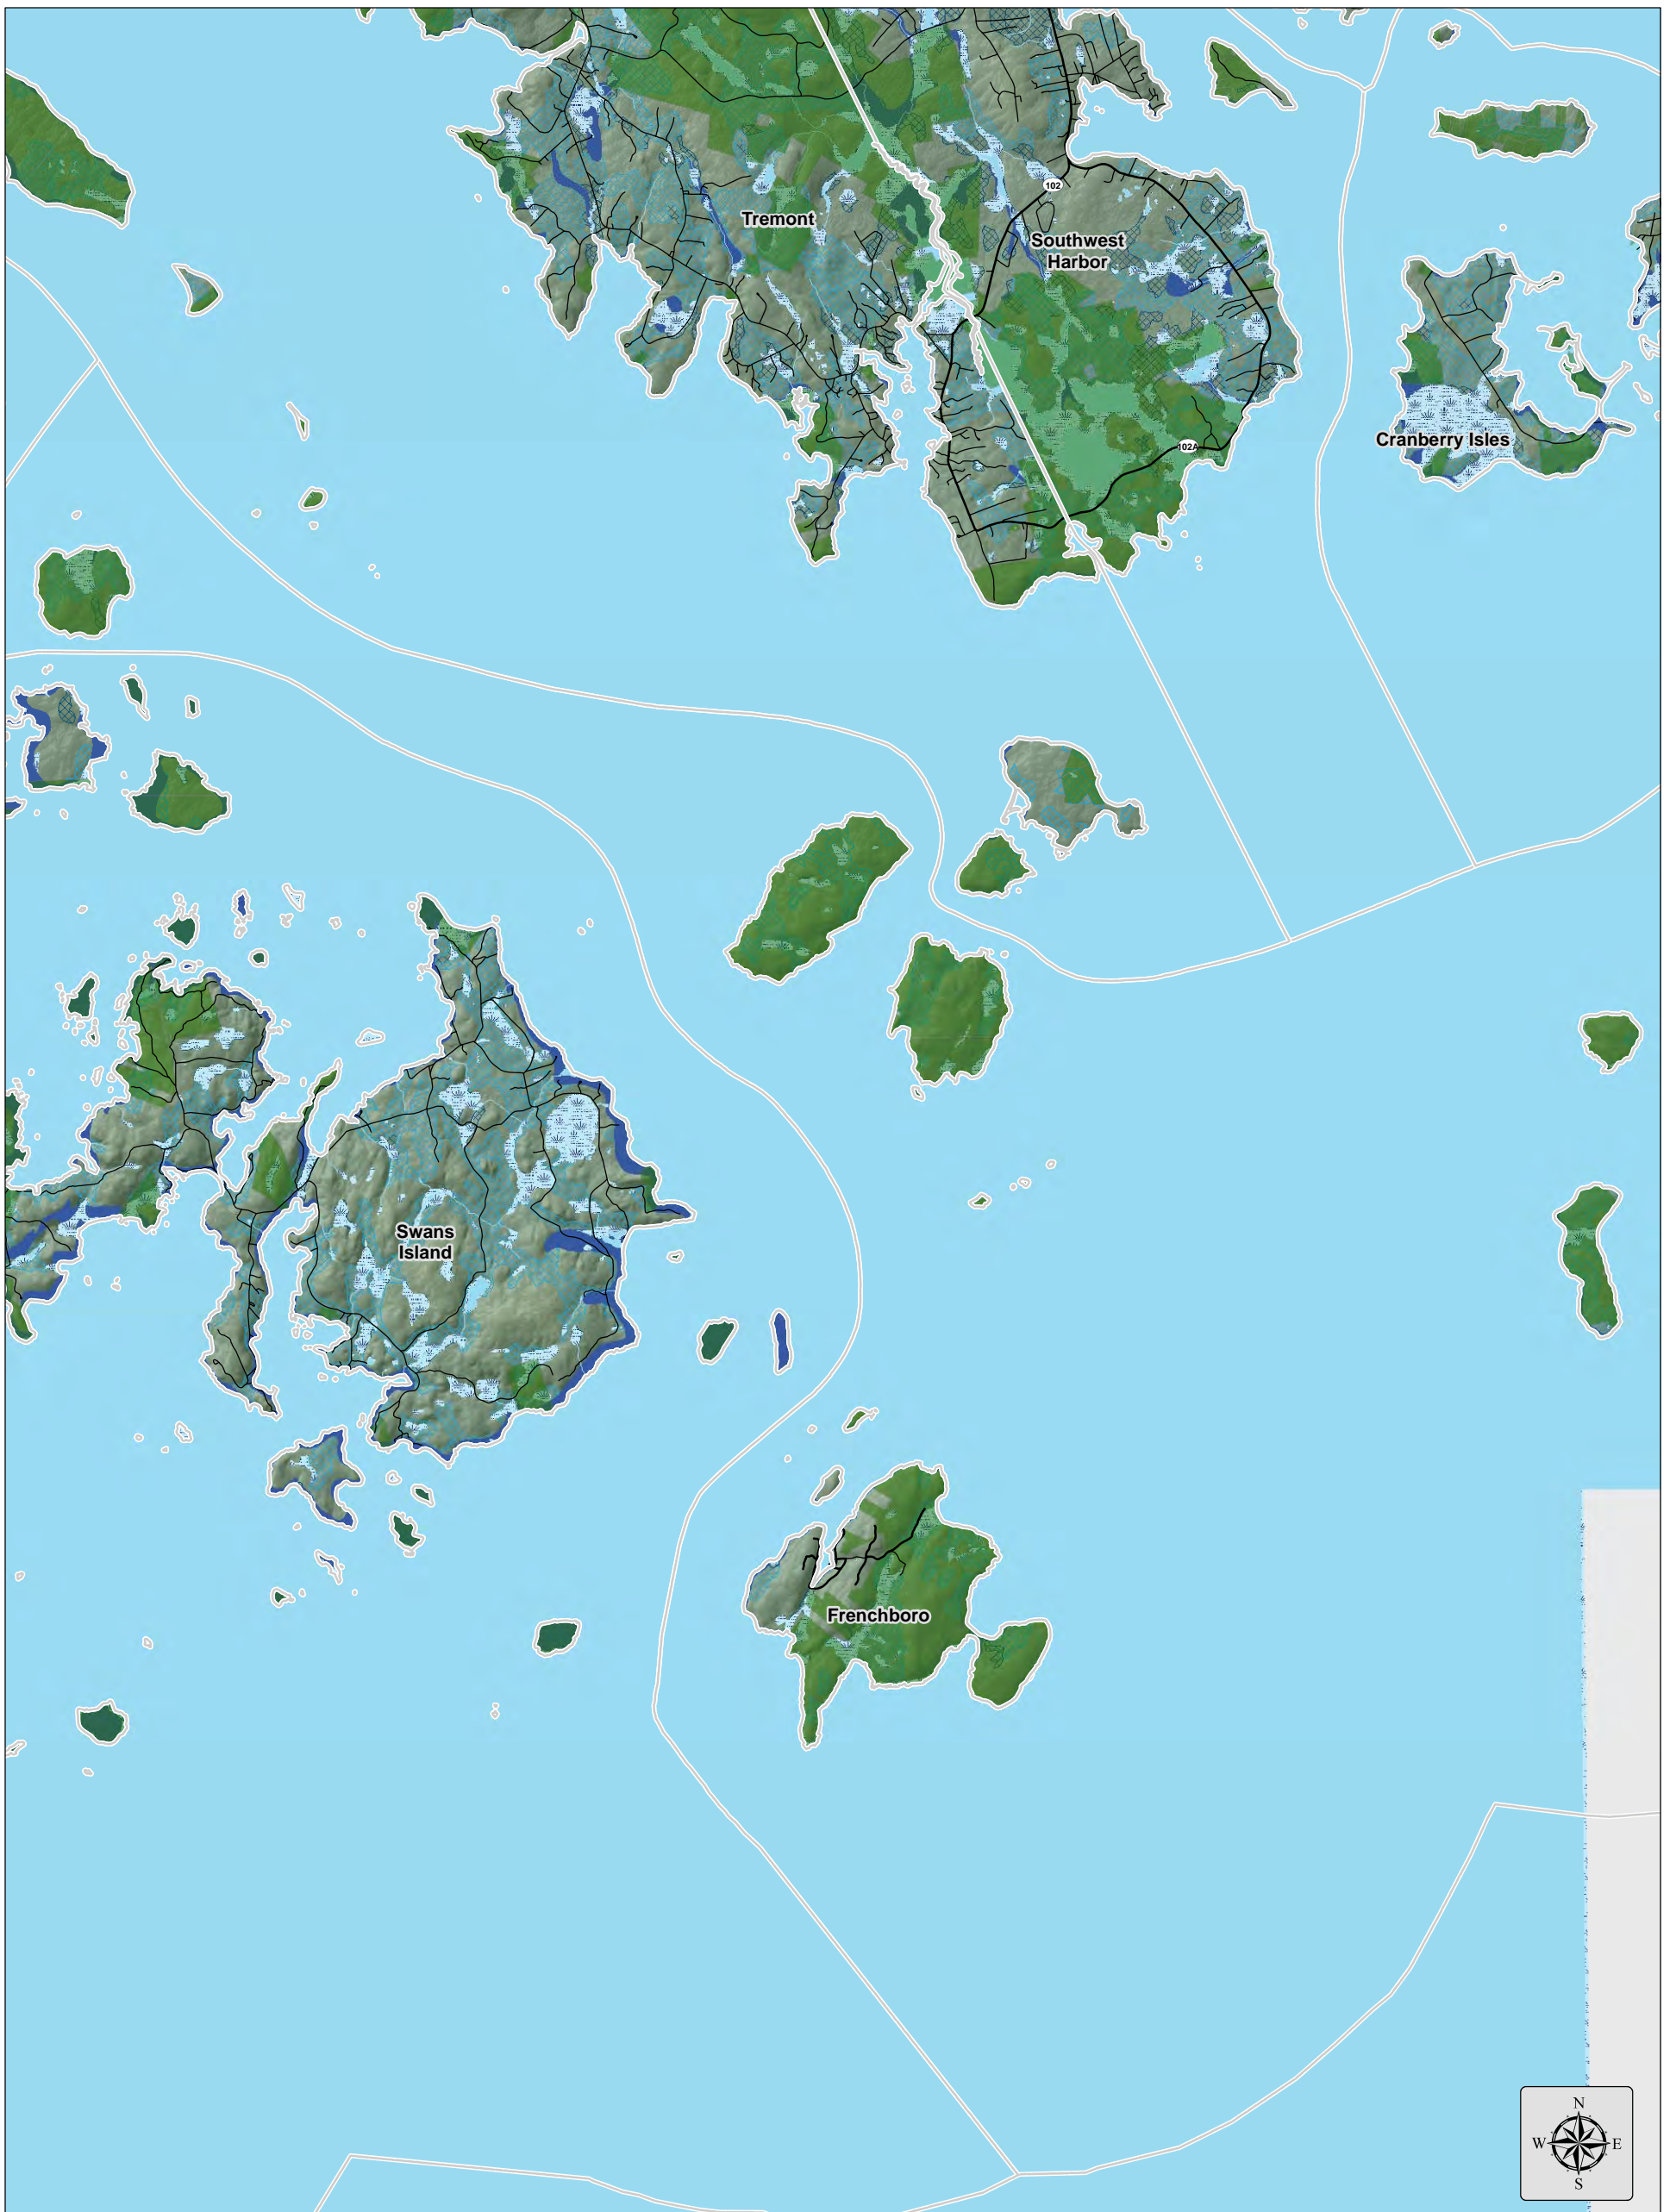 102
Tremont
Southwest
Harbor
Cranberry Isles
102A
Swans
Island
Frenchboro
N
W E
S